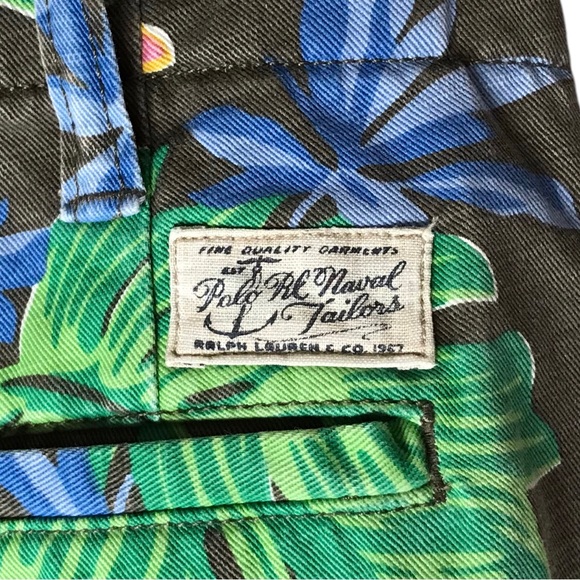 FINE QUALITY GARMENTS
EST
Polo RL Naval
Tailors
RALPH LAUREN & CO. 1967